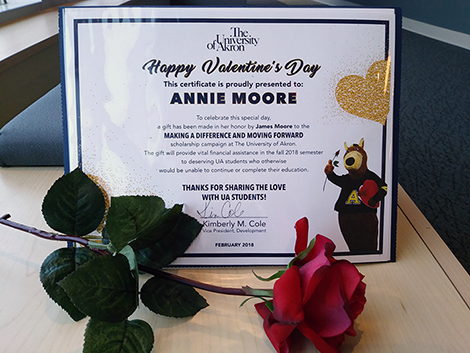 The
University
of Akron
Happy Valentine's Day
This certificate is proudly presented to:
ANNIE MOORE
To celebrate this special day,
a gift has been made in her honor by James Moore to the
MAKING A DIFFERENCE AND MOVING FORWARD
scholarship campaign at The University of Akron.
The gift will provide vital financial assistance in the fall 2018 semester
to deserving UA students who otherwise
would be unable to continue or complete their education.
THANKS FOR SHARING THE LOVE
WITH UA STUDENTS!
Kim Cole
Kimberly M. Cole
Vice President, Development
FEBRUARY 2018
A